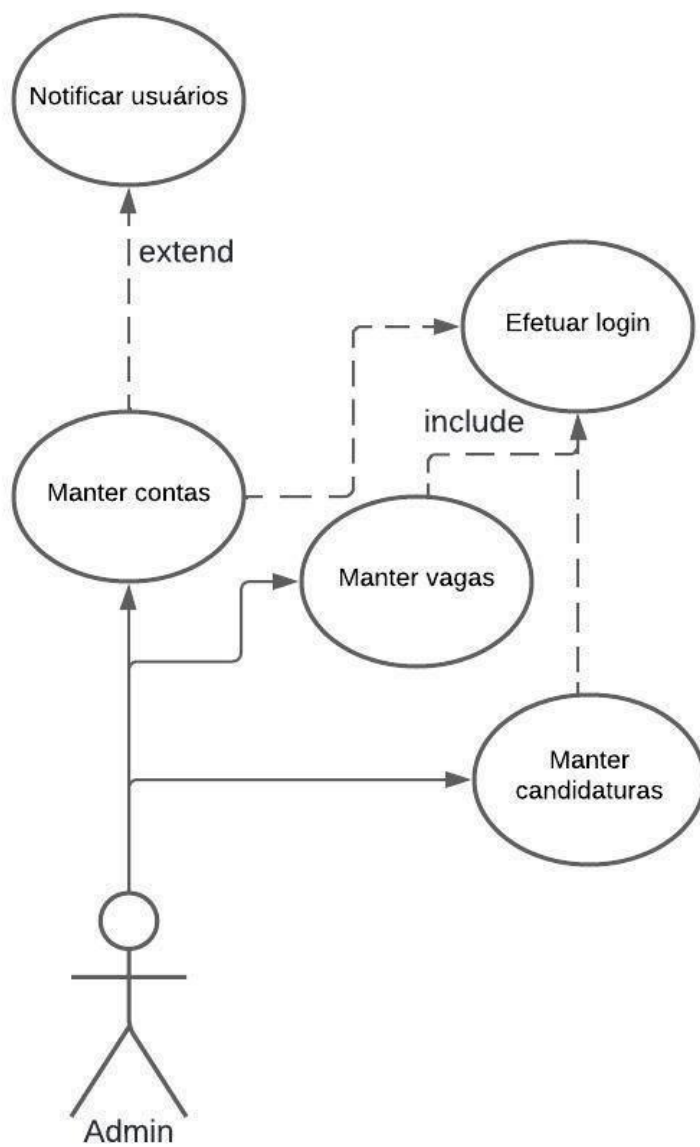 Notificar usuários
extend
Efetuar login
include
Manter contas
Manter vagas
Manter
candidaturas
Admin